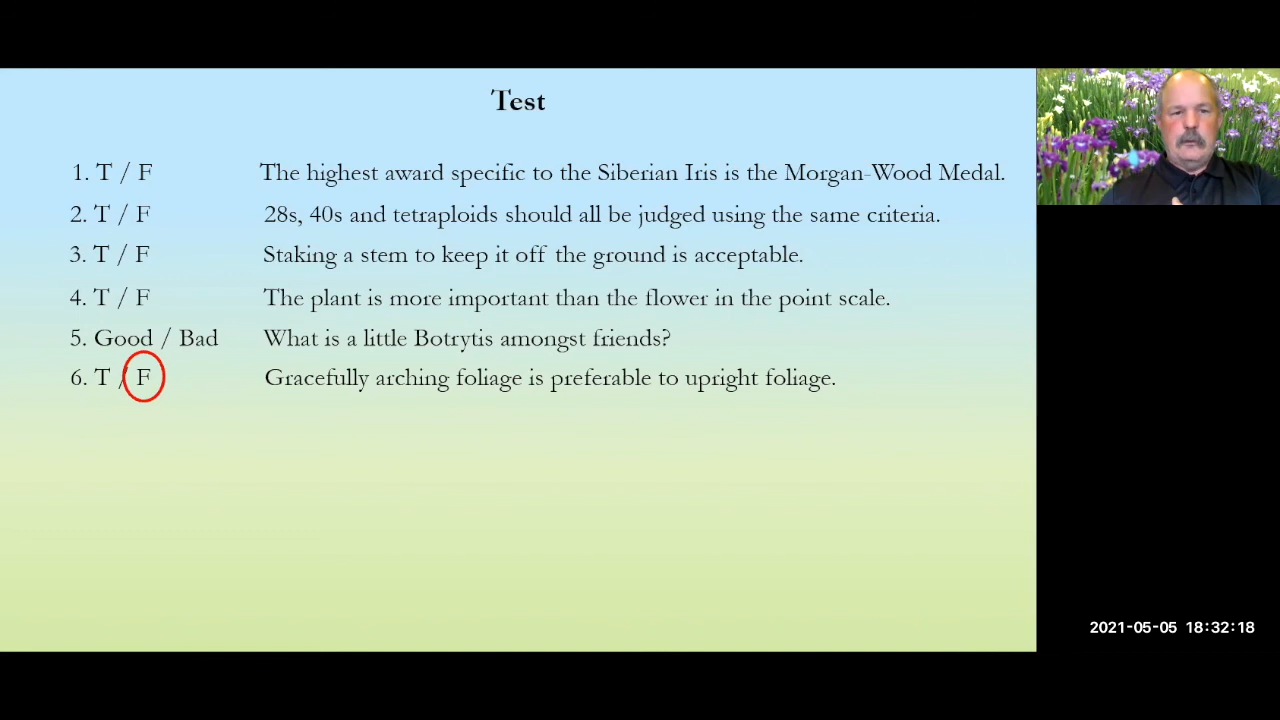 Test
1. T / F The highest award specific to the Siberian Iris is the Morgan-Wood Medal.
2. T / F 28s, 40s and tetraploids should all be judged using the same criteria.
3. T / F Staking a stem to keep it off the ground is acceptable.
4. T / F The plant is more important than the flower in the point scale.
5. Good / Bad What is a little Botrytis amongst friends?
6. T / F Gracefully arching foliage is preferable to upright foliage.
2021-05-05 18:32:18